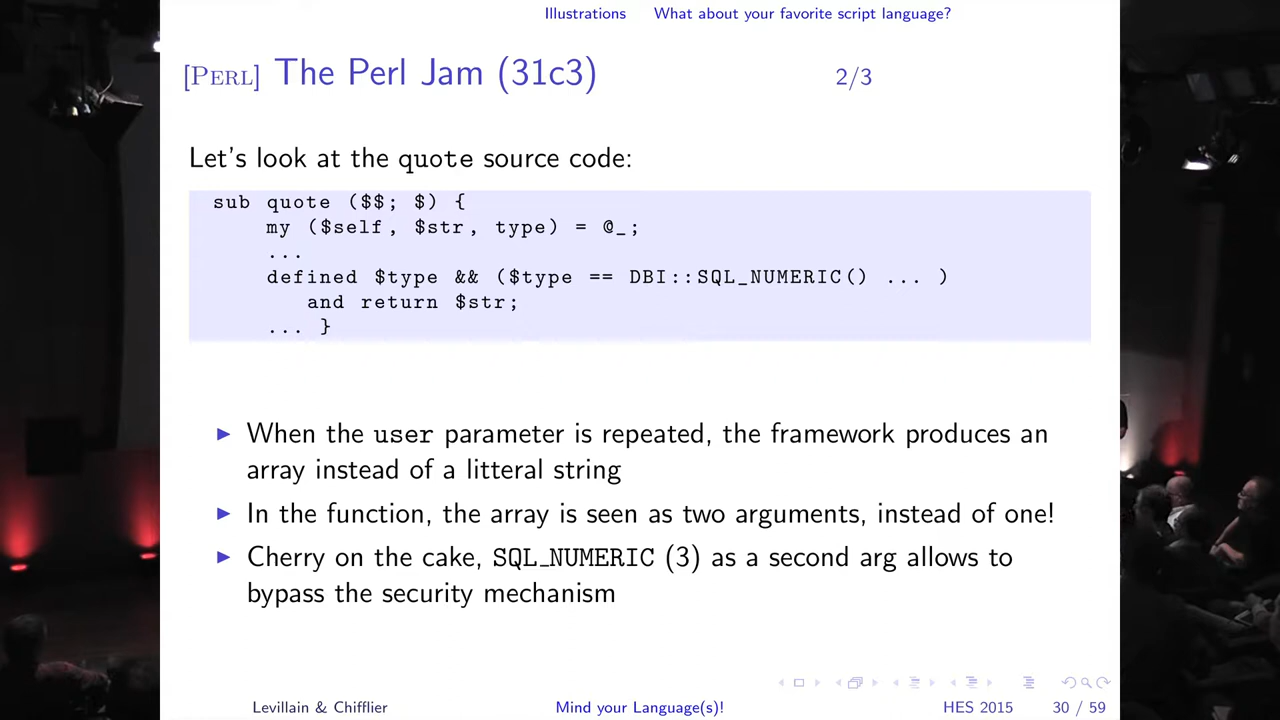 Illustrations What about your favorite script language?
[PERL] The Perl Jam (31c3) 2/3
Let's look at the quote source code:
sub quote ($$; $) {
my ($self, $str, type) = @_;
...
defined $type && ($type == DBI::SQL_NUMERIC() ... )
and return $str;
... }
► When the user parameter is repeated, the framework produces an
array instead of a litteral string
► In the function, the array is seen as two arguments, instead of one!
► Cherry on the cake, SQL_NUMERIC (3) as a second arg allows to
bypass the security mechanism
Levillain & Chifflier Mind your Language(s)! HES 2015 30 / 59